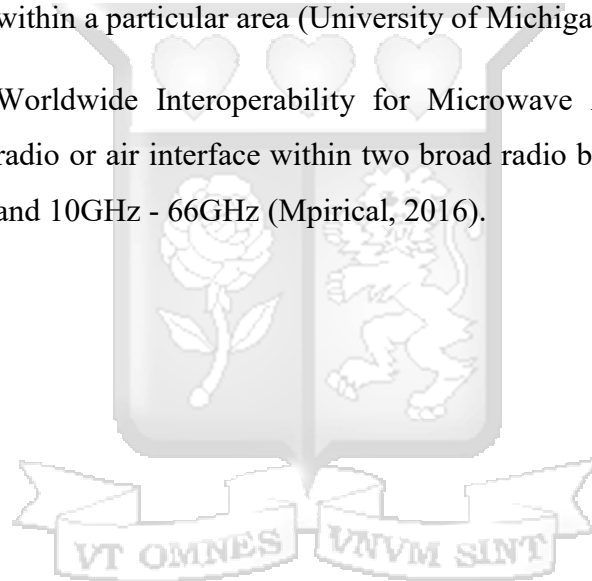 within a particular area (University of Michiga
Worldwide Interoperability for Microwave
radio or air interface within two broad radio b
and 10GHz - 66GHz (Mpirical, 2016).
VT OMNES VNVM SINT